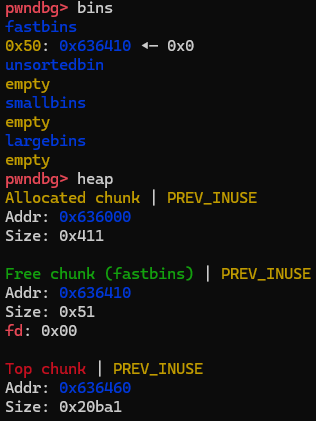 pwndbg> bins
fastbins
0x50: 0x636410 ◂— 0x0
unsortedbin
empty
smallbins
empty
largebins
empty
pwndbg> heap
Allocated chunk | PREV_INUSE
Addr: 0x636000
Size: 0x411
Free chunk (fastbins) | PREV_INUSE
Addr: 0x636410
Size: 0x51
fd: 0x00
Top chunk | PREV_INUSE
Addr: 0x636460
Size: 0x20ba1